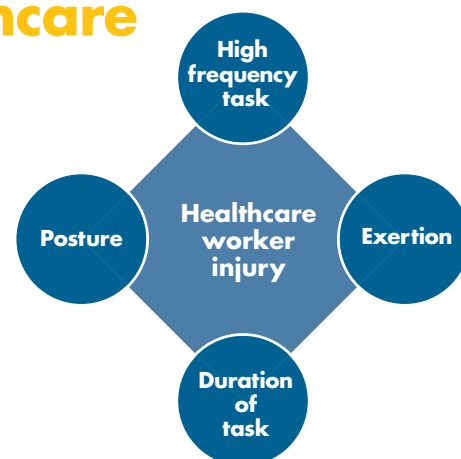 ncare
High
frequency
task
Posture
Healthcare
worker
injury
Exertion
Duration
of
task